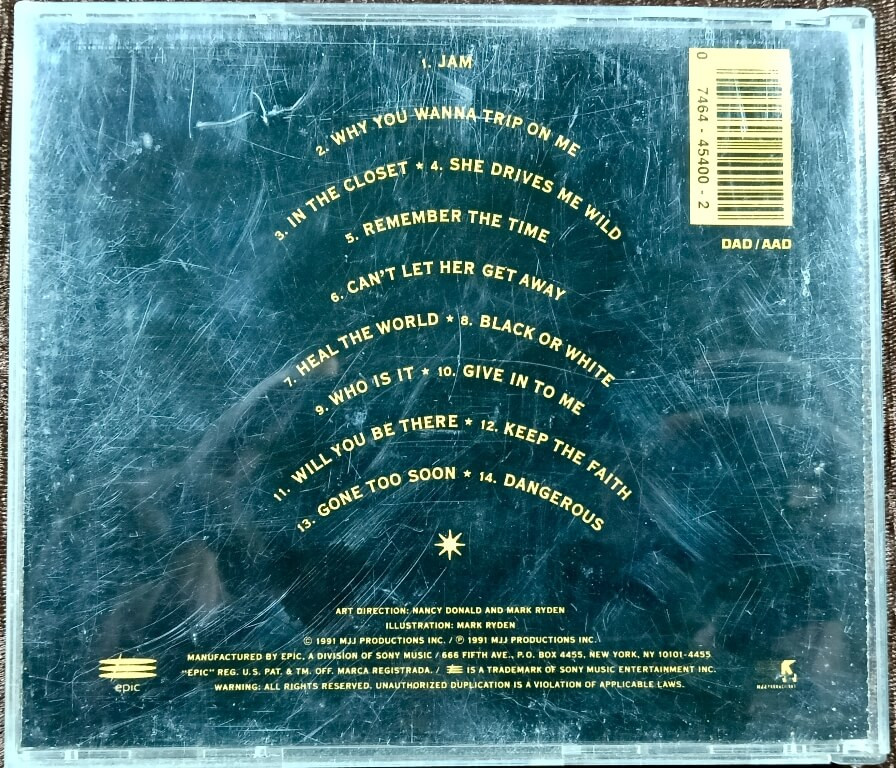 1. JAM
2. WHY YOU WANNA TRIP ON ME
3. IN THE CLOSET ★ 4. SHE DRIVES ME WILD
5. REMEMBER THE TIME
6. CAN'T LET HER GET AWAY
7. HEAL THE WORLD ★ 8. BLACK OR WHITE
9. WHO IS IT ★ 10. GIVE IN TO ME
11. WILL YOU BE THERE ★ 12. KEEP THE FAITH
13. GONE TOO SOON ★ 14. DANGEROUS
0 7464-45400-2
DAD/AAD
ART DIRECTION: NANCY DONALD AND MARK RYDEN
ILLUSTRATION: MARK RYDEN
© 1991 MJJ PRODUCTIONS INC. / ℗ 1991 MJJ PRODUCTIONS INC.
MANUFACTURED BY EPIC, A DIVISION OF SONY MUSIC / 666 FIFTH AVE., P.O. BOX 4455, NEW YORK, NY 10101-4455
"EPIC" REG. U.S. PAT. & TM. OFF. MARCA REGISTRADA. / IS A TRADEMARK OF SONY MUSIC ENTERTAINMENT INC.
WARNING: ALL RIGHTS RESERVED. UNAUTHORIZED DUPLICATION IS A VIOLATION OF APPLICABLE LAWS.
epic